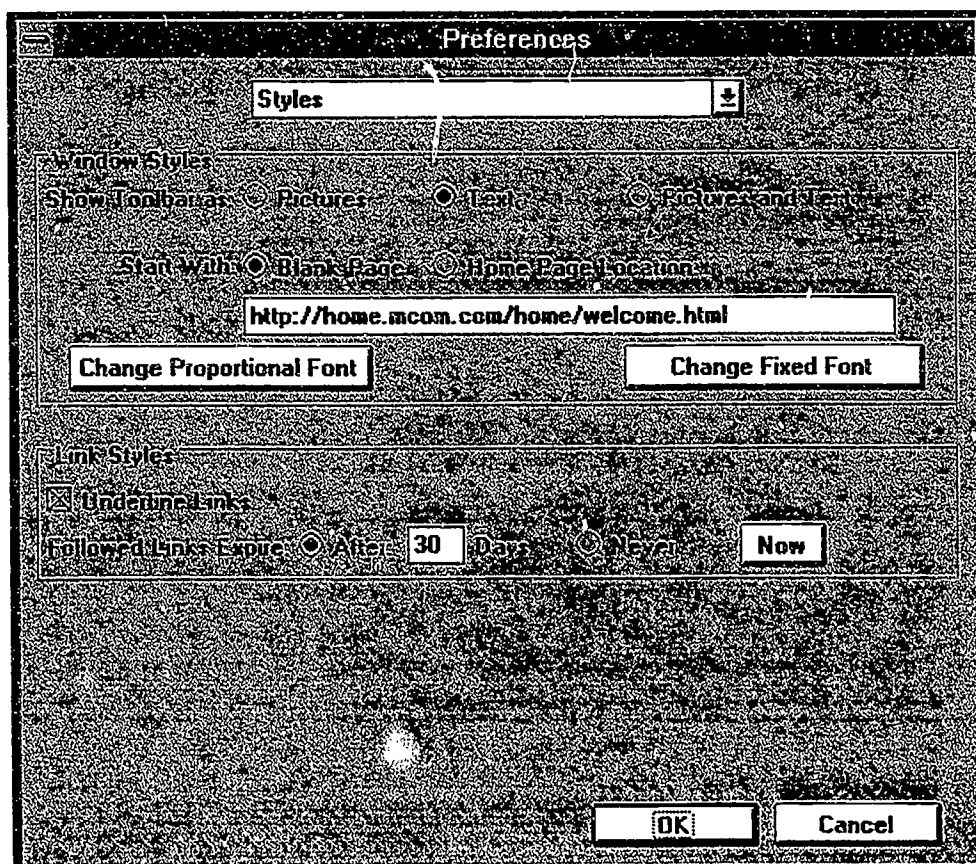 Preferences
Styles
Window Styles
Show Toolbar as: Pictures Text Pictures and Text
Start With: Blank Page Home Page Location:
http://home.mcom.com/home/welcome.html
Change Proportional Font Change Fixed Font
Link Styles
Underline Links
Followed Links Expire: After 30 Days Never Now
OK Cancel